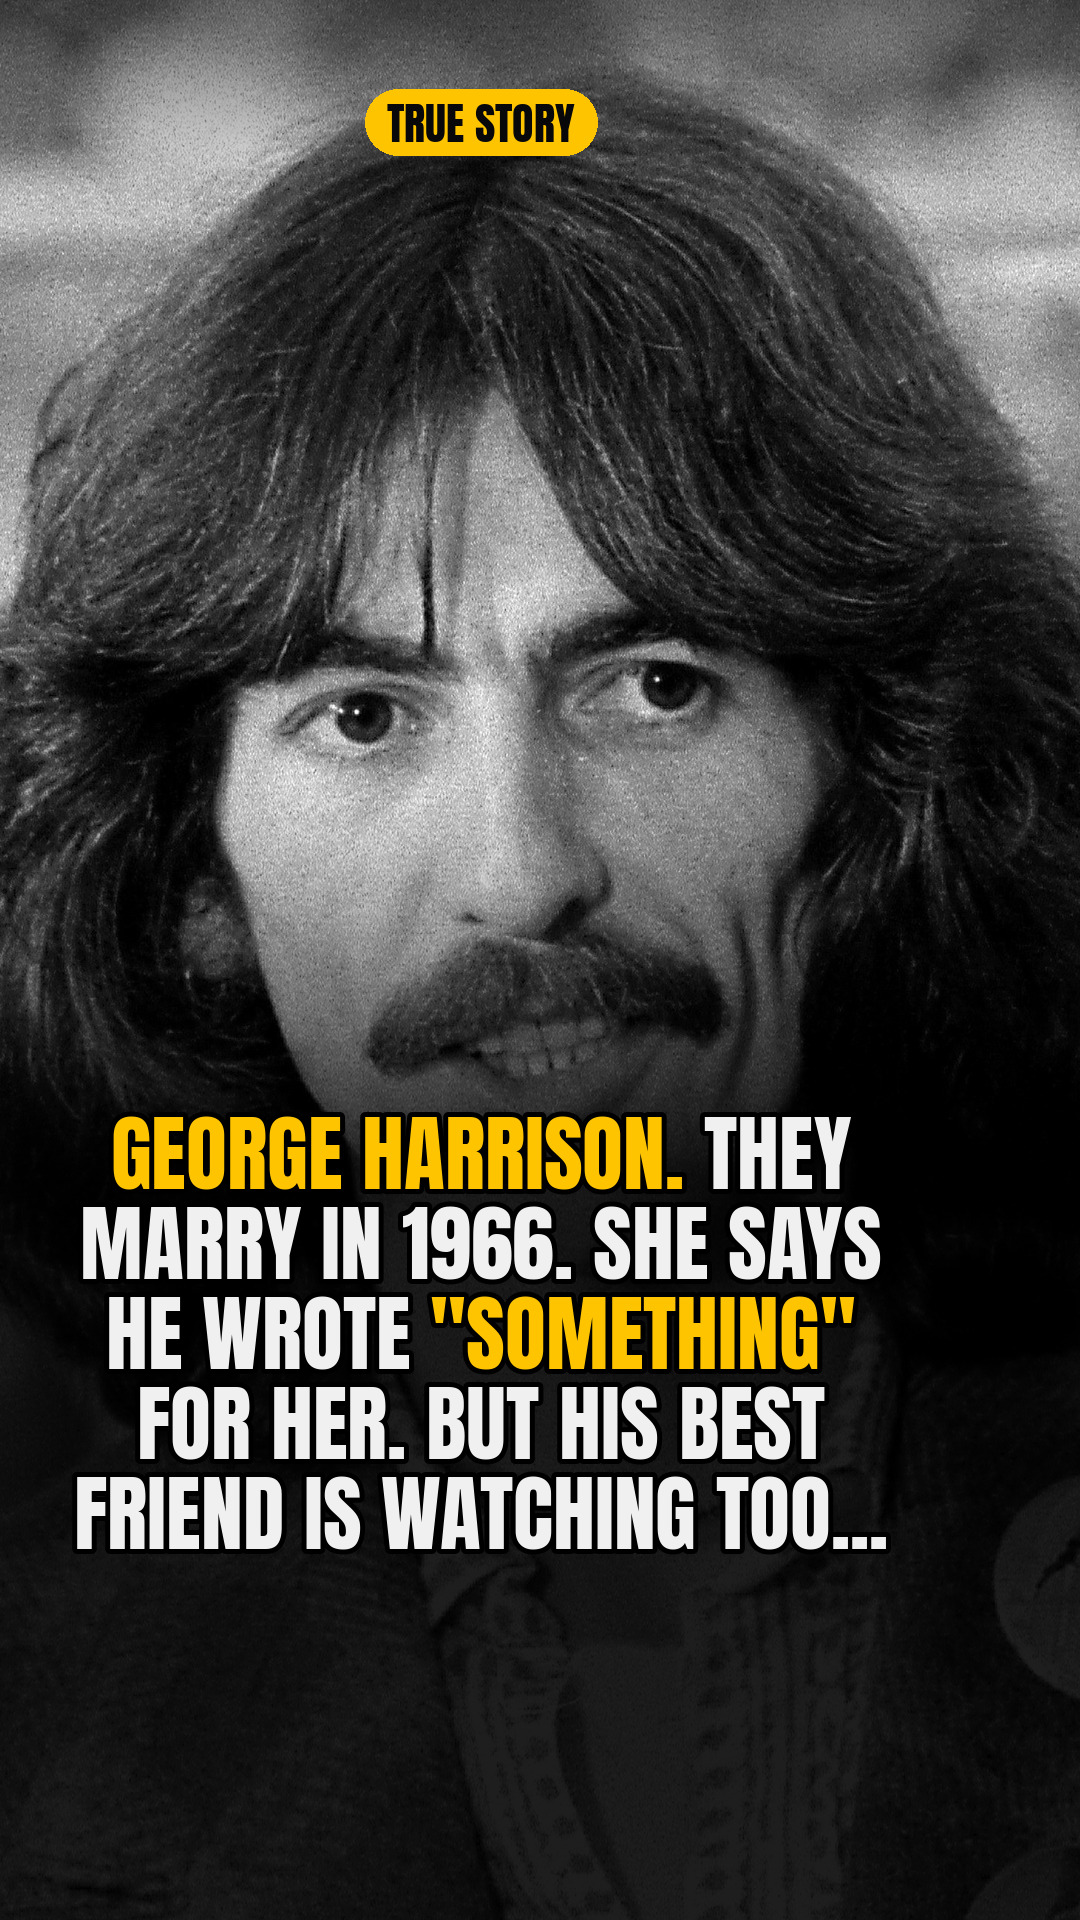 TRUE STORY
GEORGE HARRISON. THEY
MARRY IN 1966. SHE SAYS
HE WROTE "SOMETHING"
FOR HER. BUT HIS BEST
FRIEND IS WATCHING TOO...